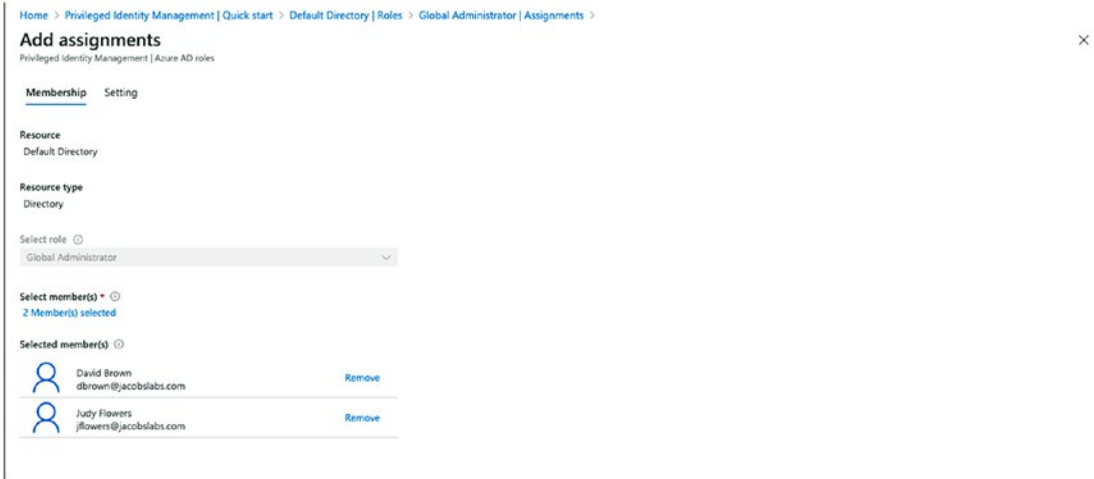 Home > Privileged Identity Management | Quick start > Default Directory | Roles > Global Administrator | Assignments >
Add assignments
Privileged Identity Management | Azure AD roles
Membership Setting
Resource
Default Directory
Resource type
Directory
Select role
Global Administrator
Select member(s) *
2 Member(s) selected
Selected member(s)
David Brown
dbrown@jacobslabs.com
Remove
Judy Flowers
jflowers@jacobslabs.com
Remove